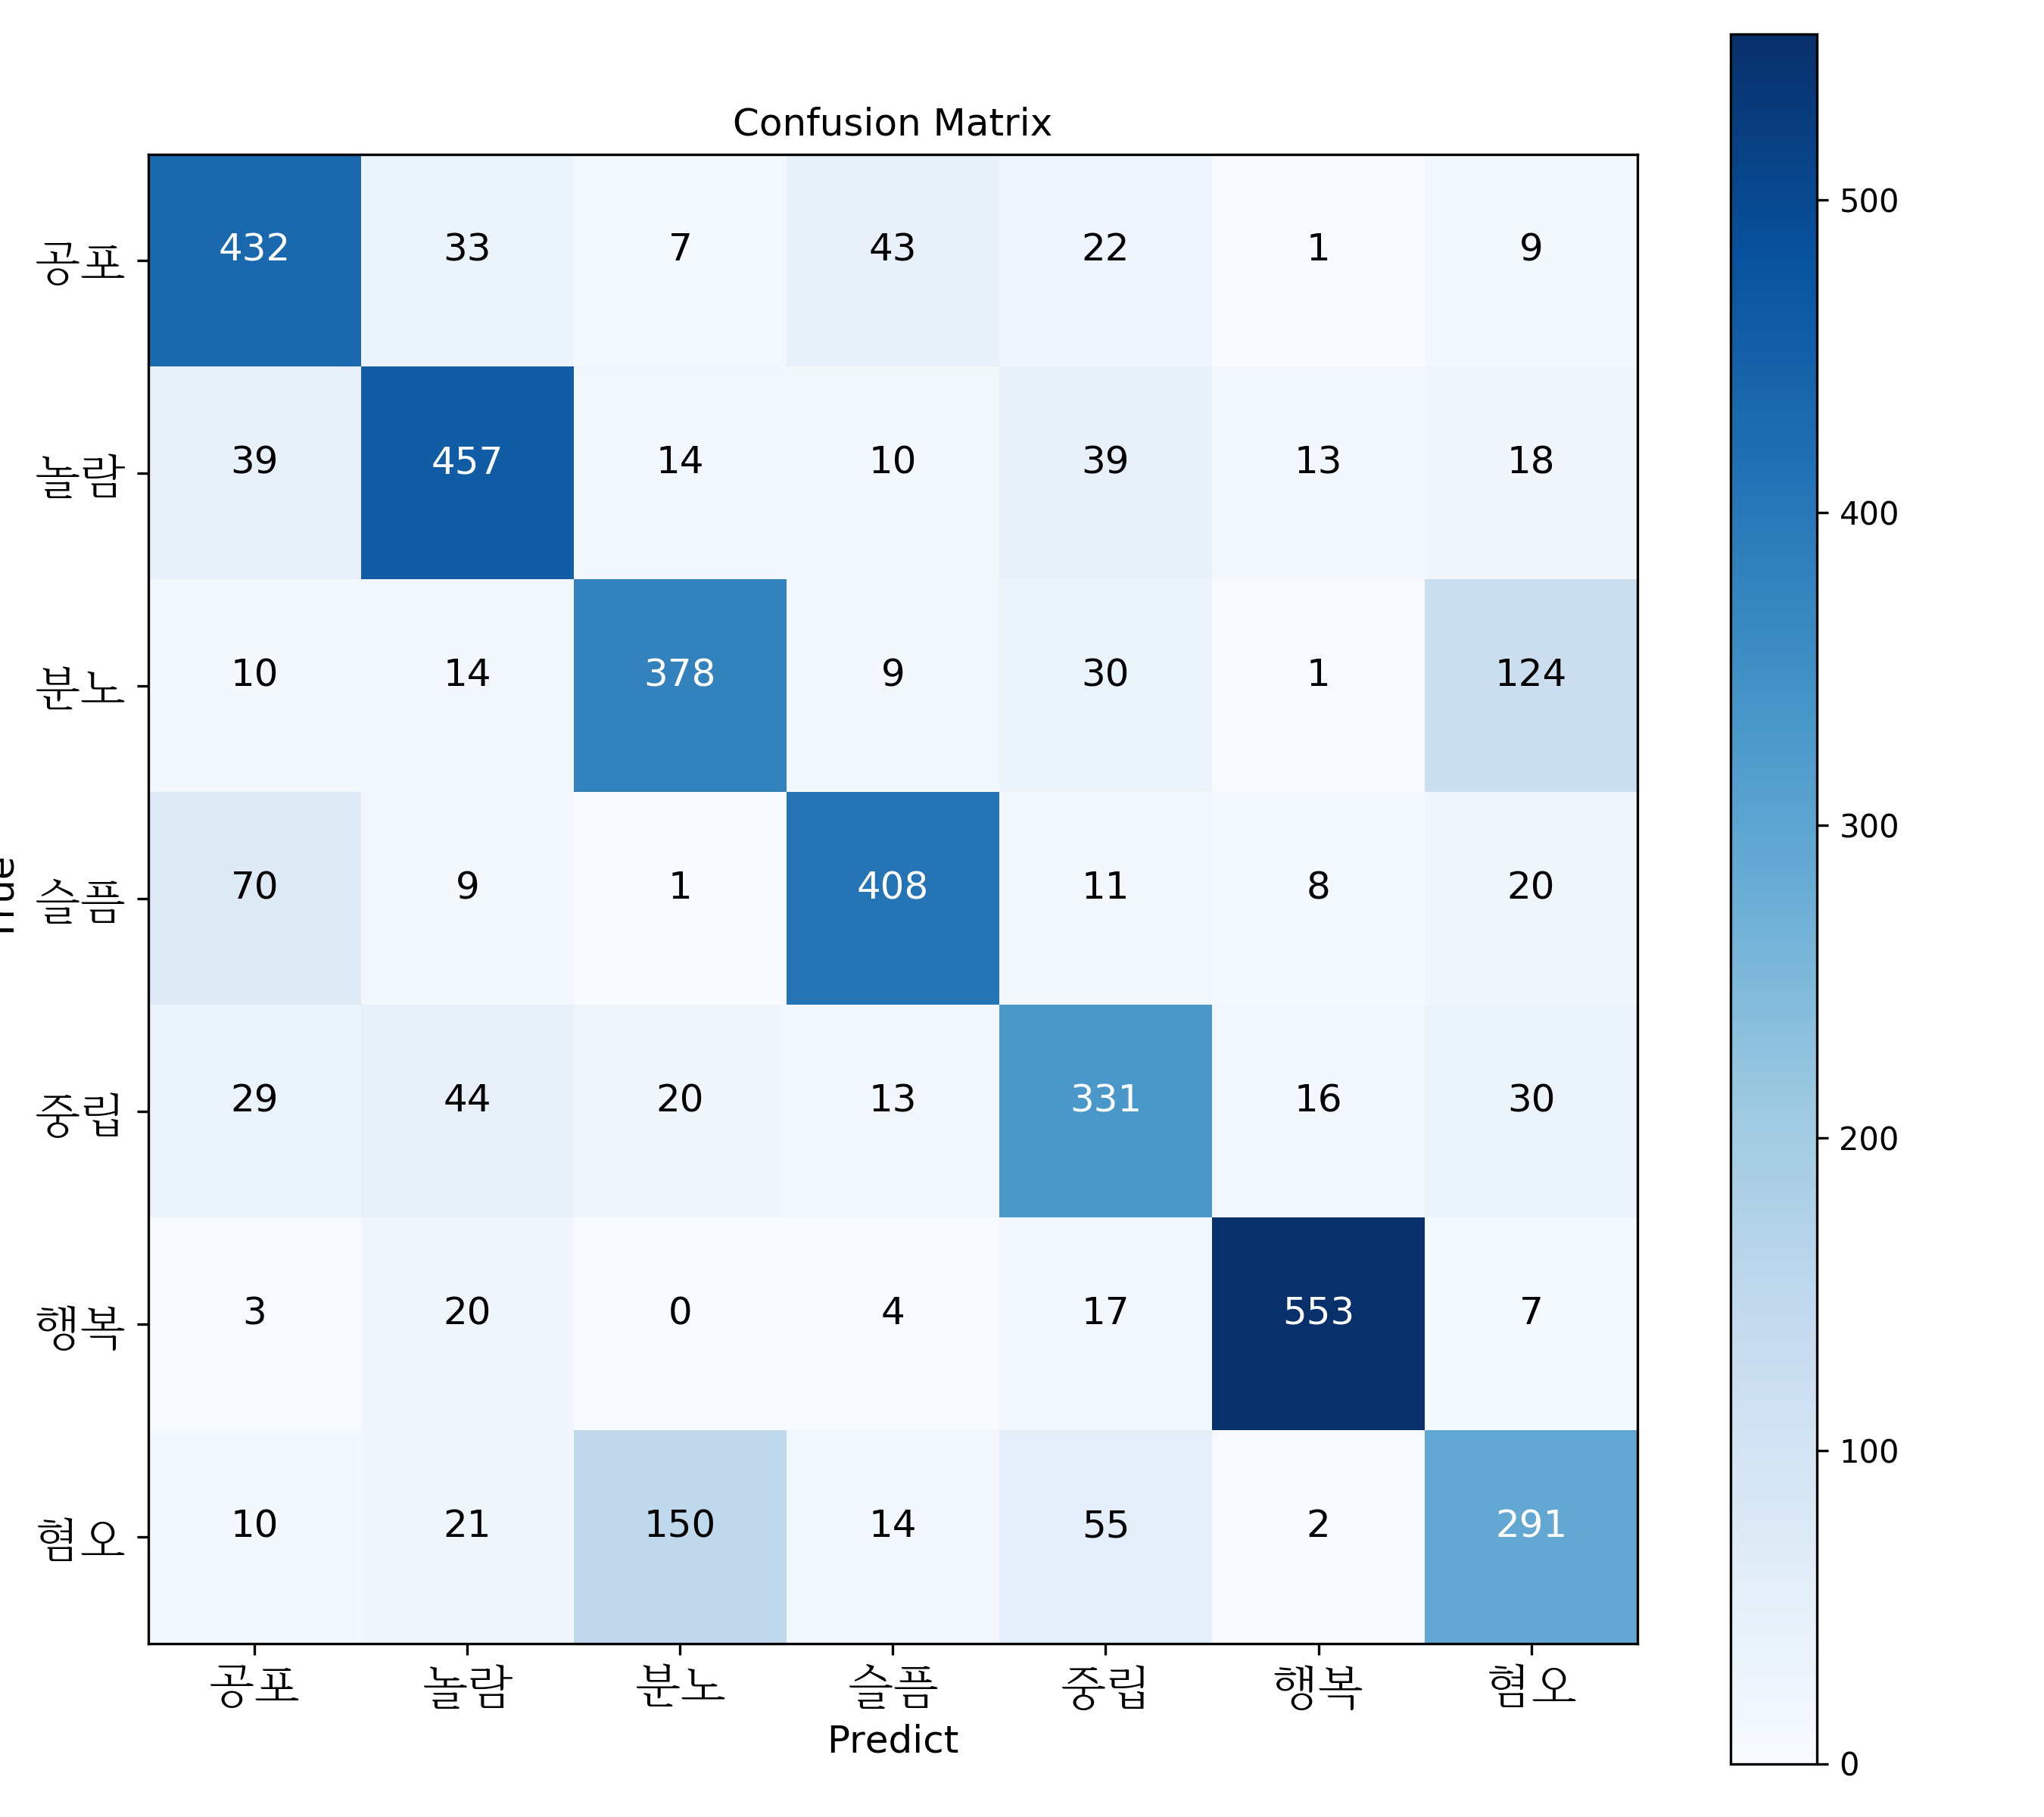 Confusion Matrix
공포 432 33 7 43 22 1 9
놀람 39 457 14 10 39 13 18
분노 10 14 378 9 30 1 124
슬픔 70 9 1 408 11 8 20
중립 29 44 20 13 331 16 30
행복 3 20 0 4 17 553 7
혐오 10 21 150 14 55 2 291
공포 놀람 분노 슬픔 중립 행복 혐오
Predict
500
400
300
200
100
0